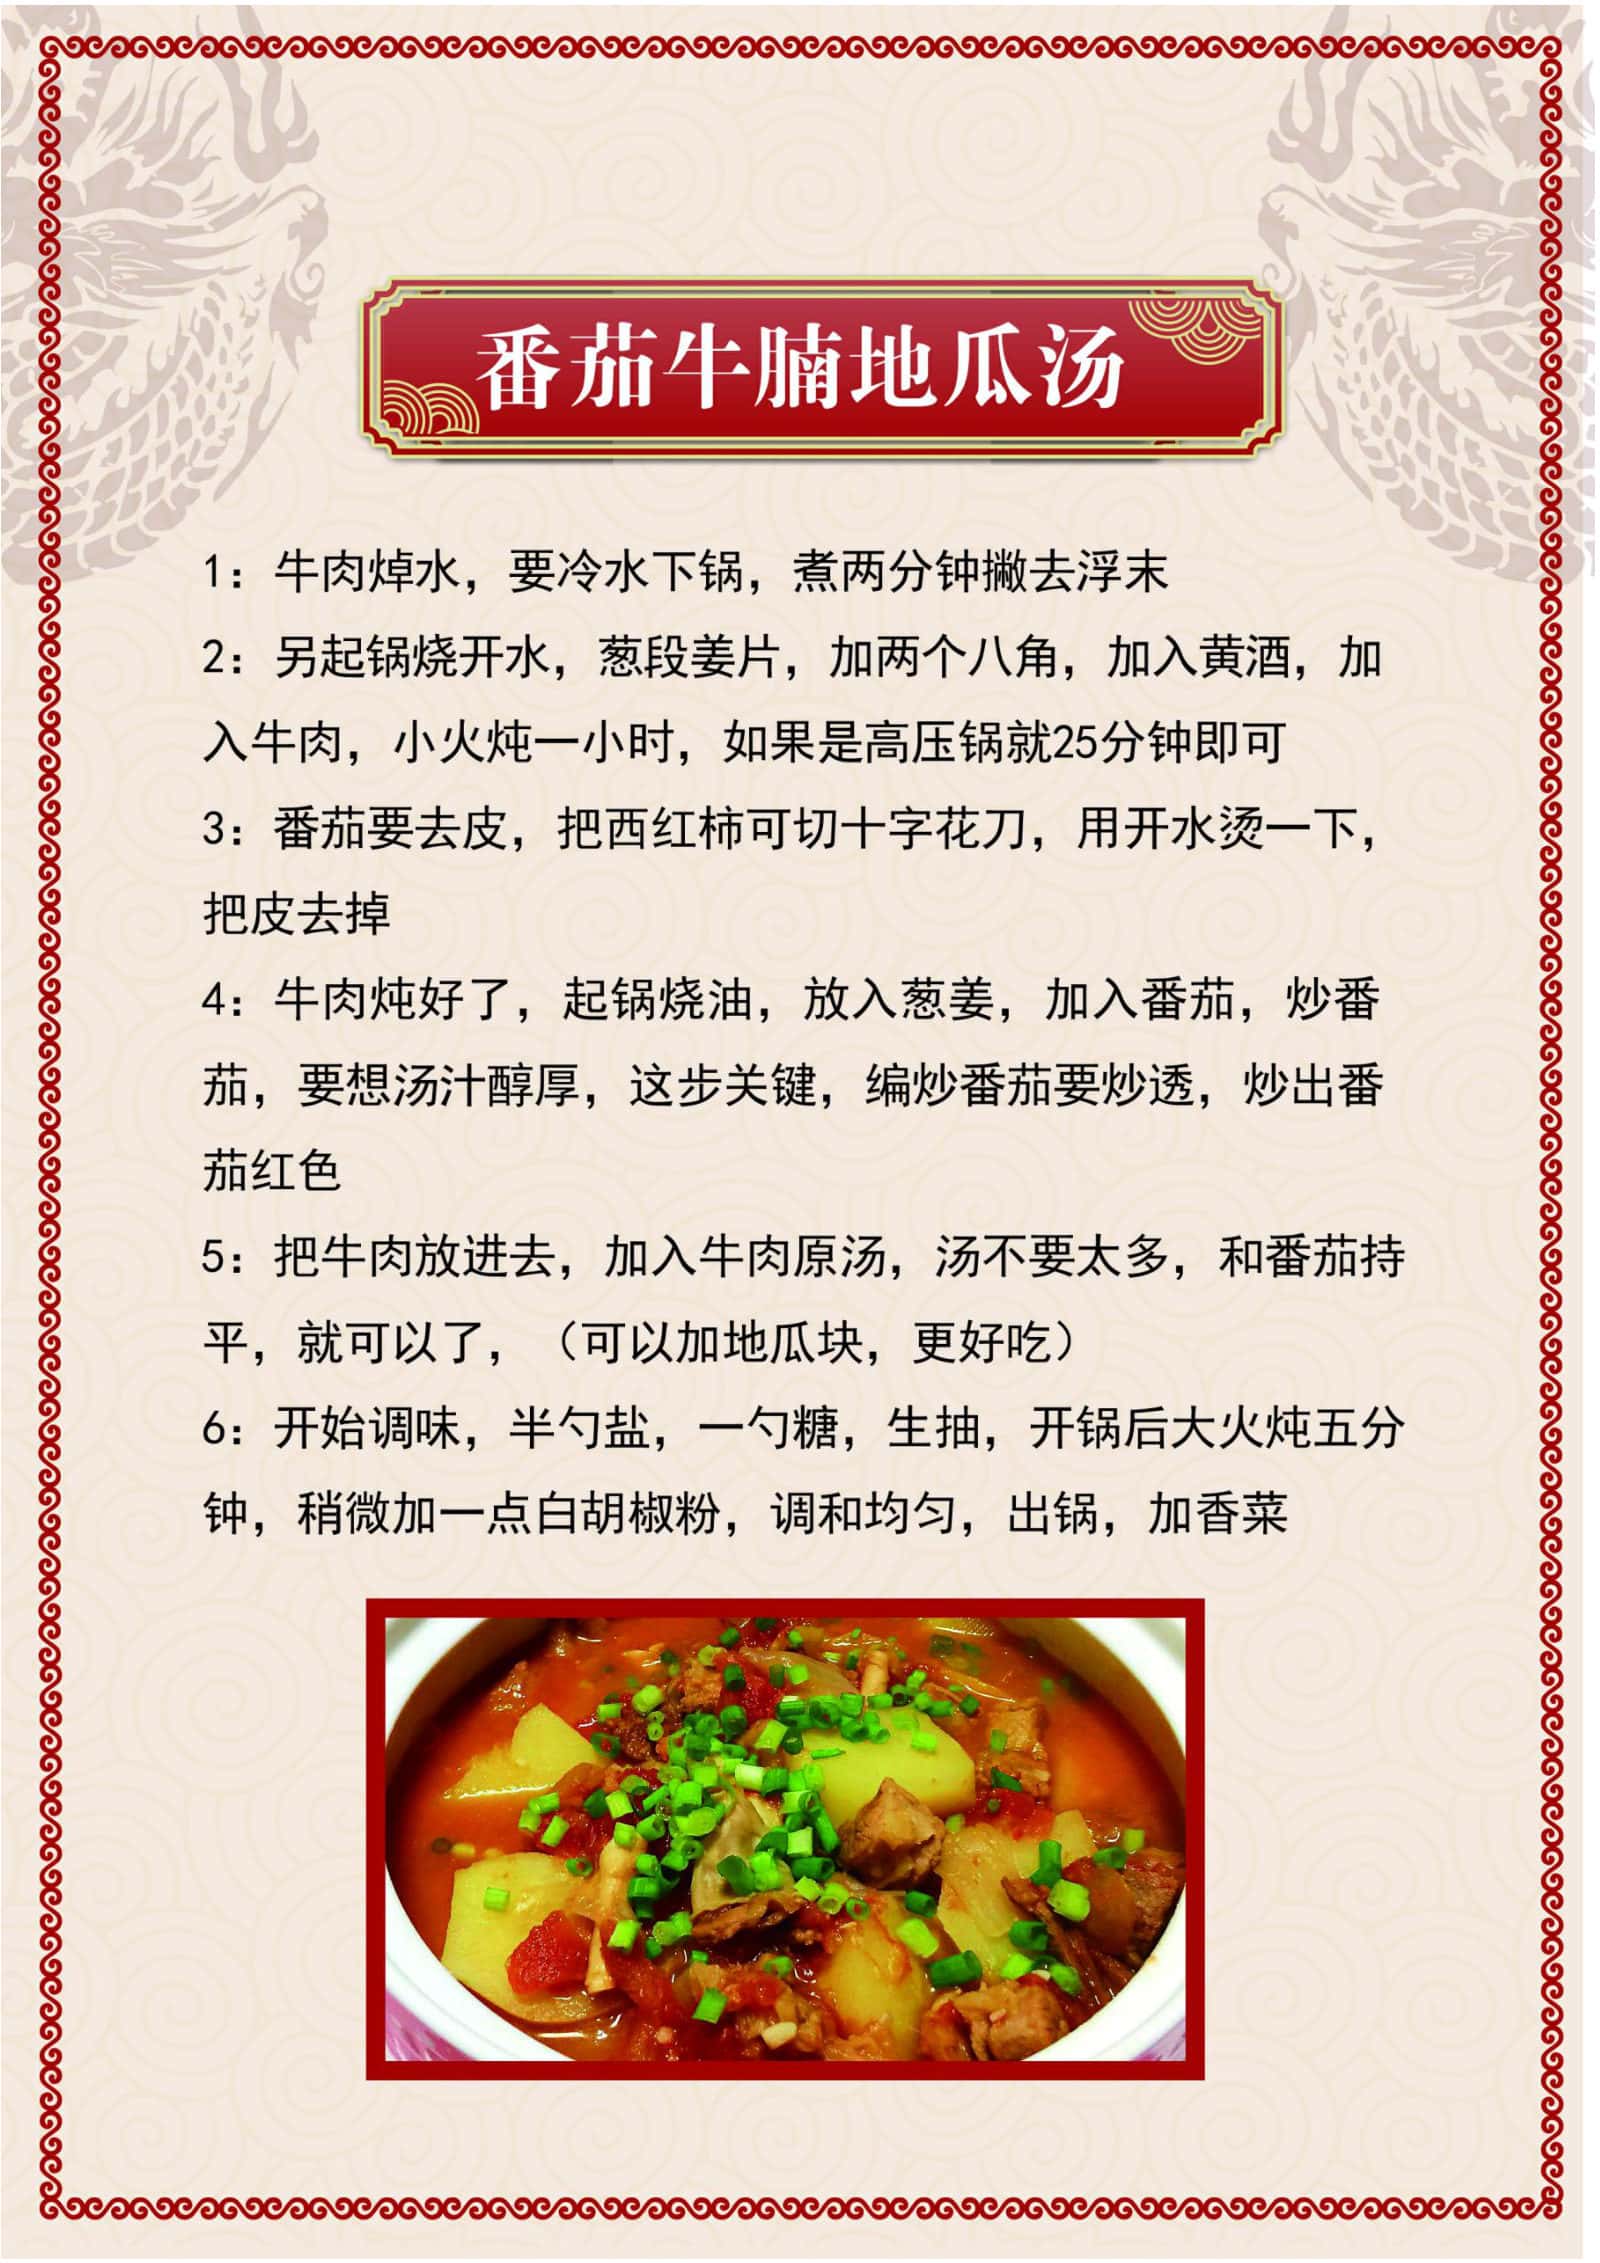 番茄牛腩地瓜汤
1：牛肉焯水，要冷水下锅，煮两分钟撇去浮末
2：另起锅烧开水，葱段姜片，加两个八角，加入黄酒，加
入牛肉，小火炖一小时，如果是高压锅就25分钟即可
3：番茄要去皮，把西红柿可切十字花刀，用开水烫一下，
把皮去掉
4：牛肉炖好了，起锅烧油，放入葱姜，加入番茄，炒番
茄，要想汤汁醇厚，这步关键，编炒番茄要炒透，炒出番
茄红色
5：把牛肉放进去，加入牛肉原汤，汤不要太多，和番茄持
平，就可以了，（可以加地瓜块，更好吃）
6：开始调味，半勺盐，一勺糖，生抽，开锅后大火炖五分
钟，稍微加一点白胡椒粉，调和均匀，出锅，加香菜